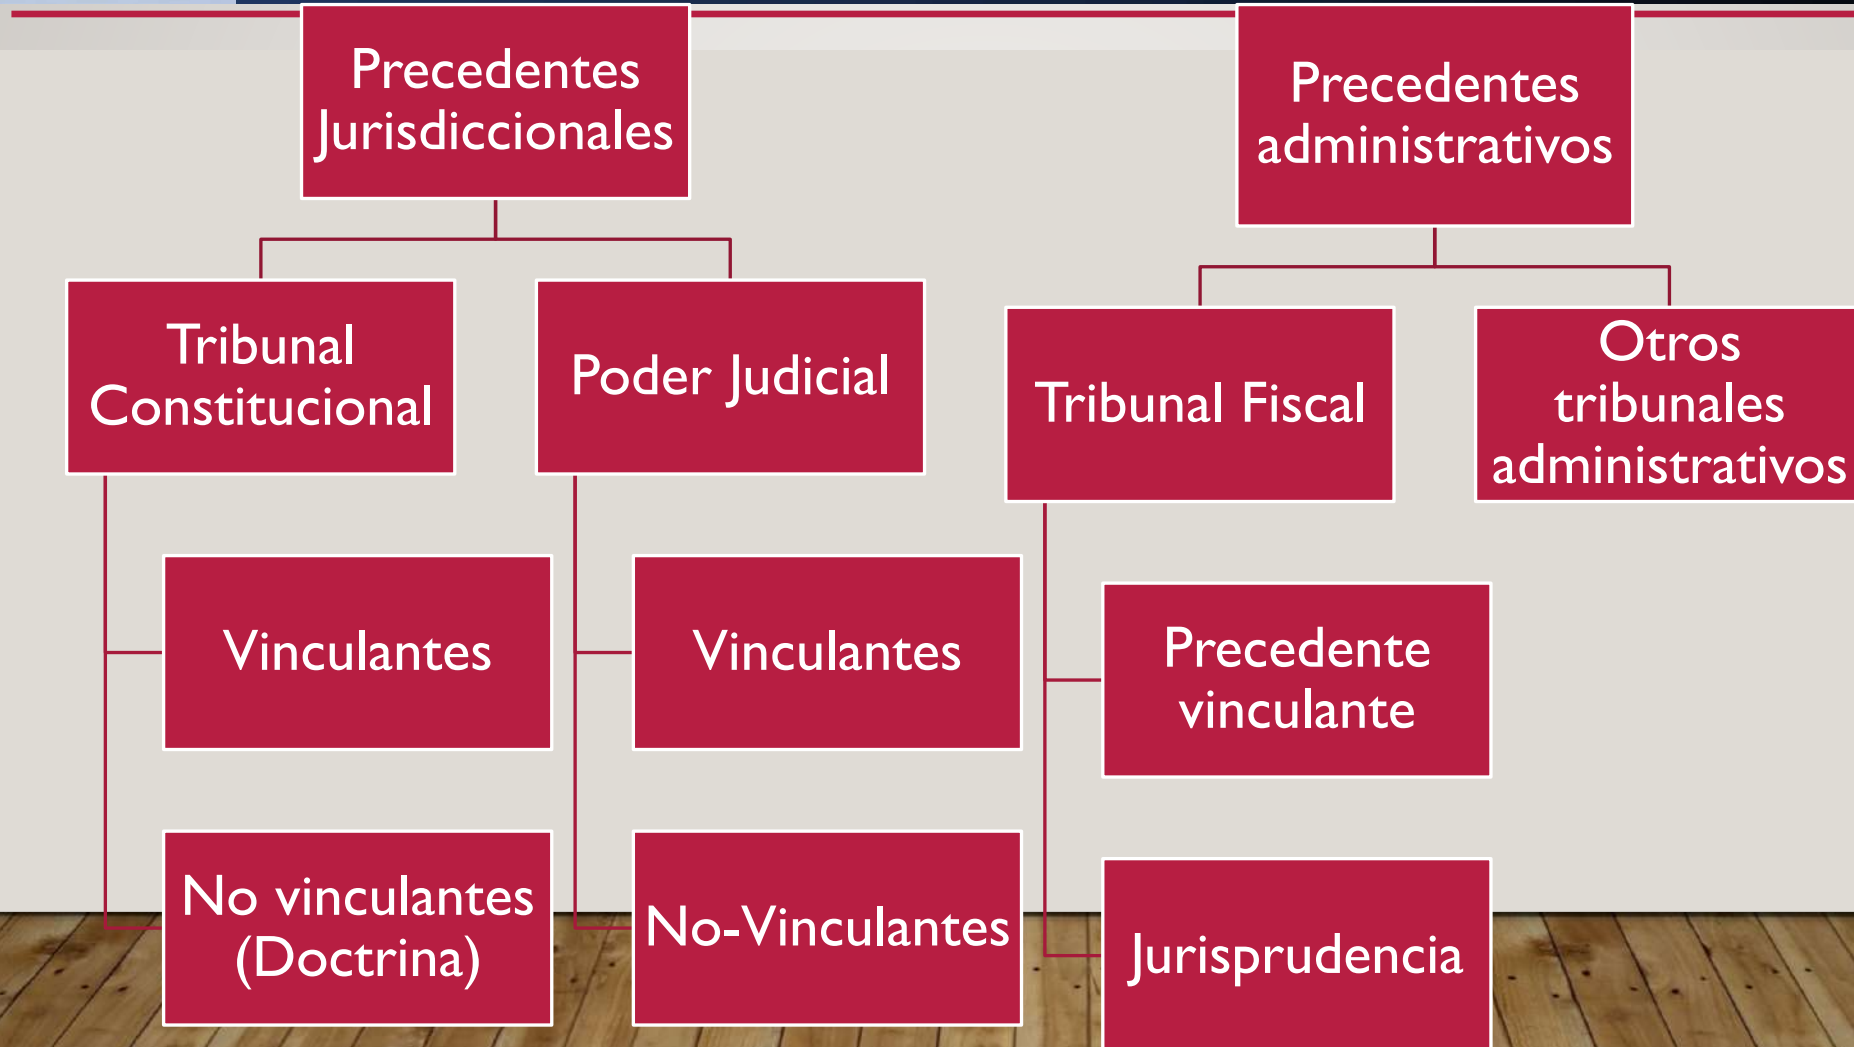 Precedentes
Jurisdiccionales
Precedentes
administrativos
Tribunal
Constitucional
Poder Judicial
Tribunal Fiscal
Otros
tribunales
administrativos
Vinculantes
Vinculantes
Precedente
vinculante
No vinculantes
(Doctrina)
No-Vinculantes
Jurisprudencia